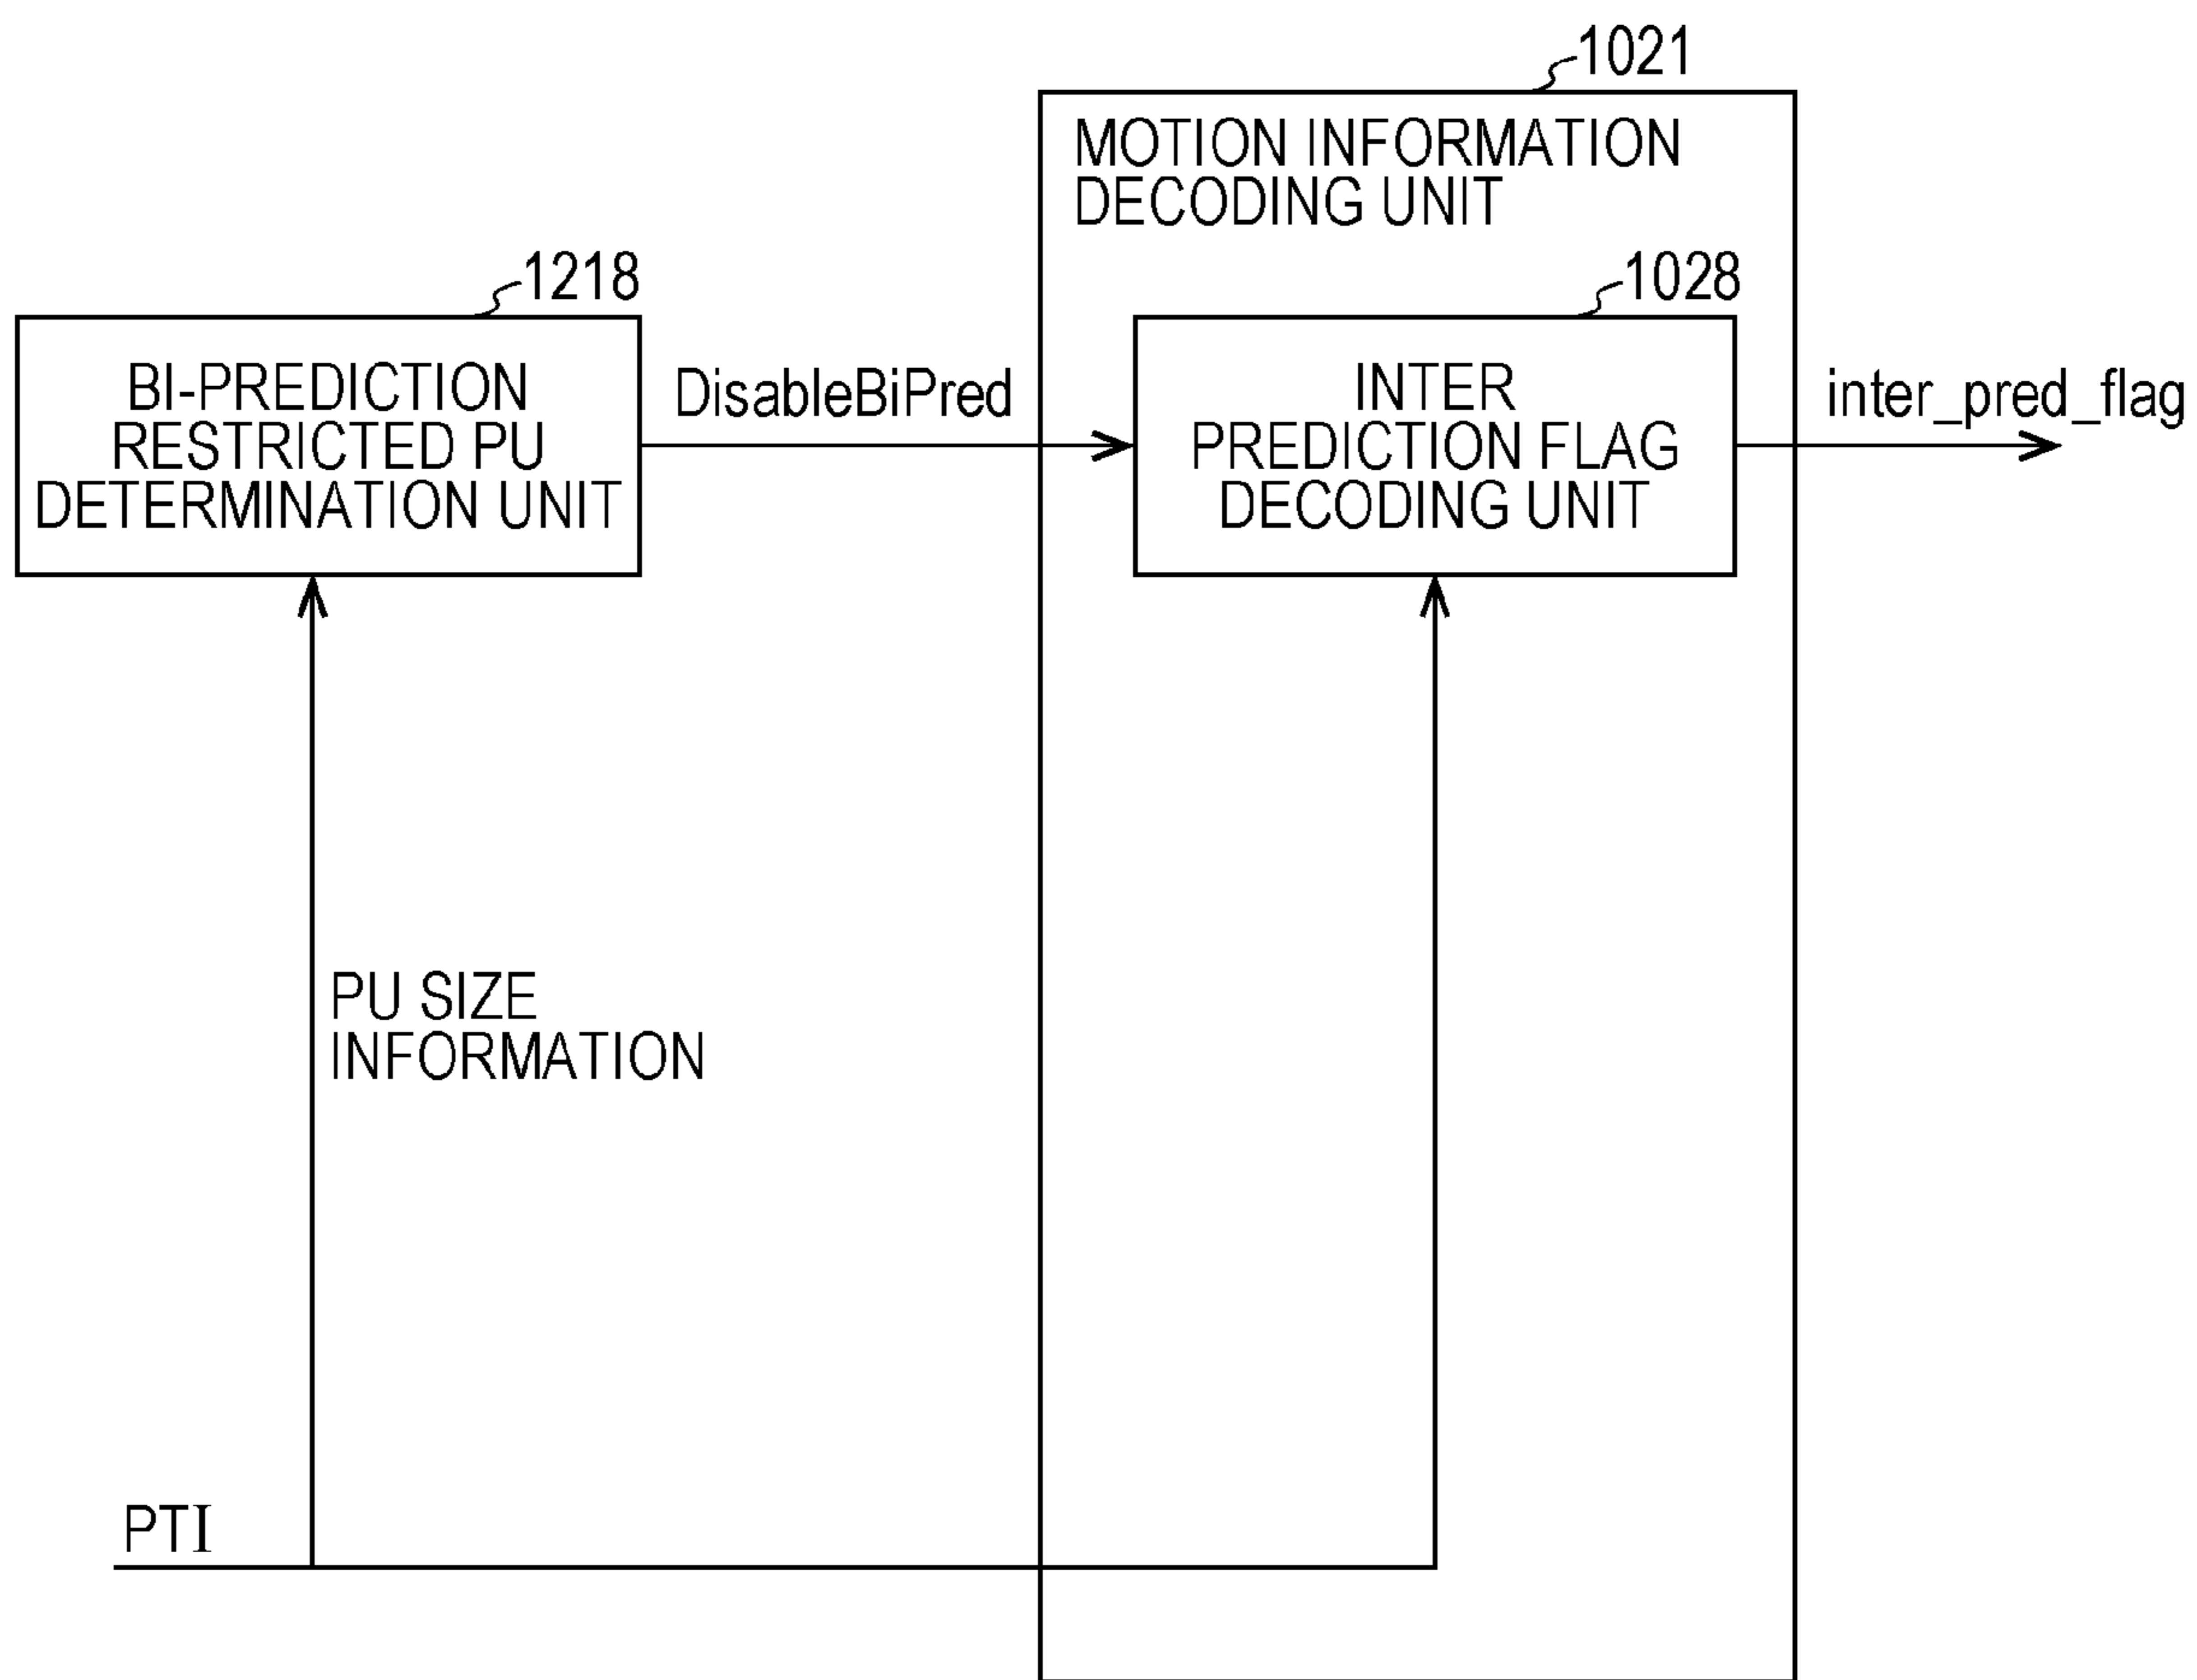 1021
MOTION INFORMATION
DECODING UNIT
1218
1028
BI-PREDICTION
RESTRICTED PU
DETERMINATION UNIT
DisableBiPred
INTER
PREDICTION FLAG
DECODING UNIT
inter_pred_flag
PU SIZE
INFORMATION
PTI